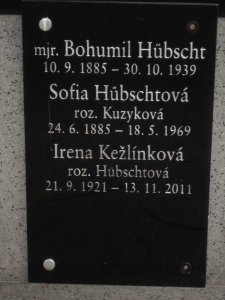 mjr. Bohumil Hübscht
10. 9. 1885 – 30. 10. 1939
Sofia Hübschtová
roz. Kuzyková
24. 6. 1885 – 18. 5. 1969
Irena Kežlínková
roz. Hübschtová
21. 9. 1921 – 13. 11. 2011